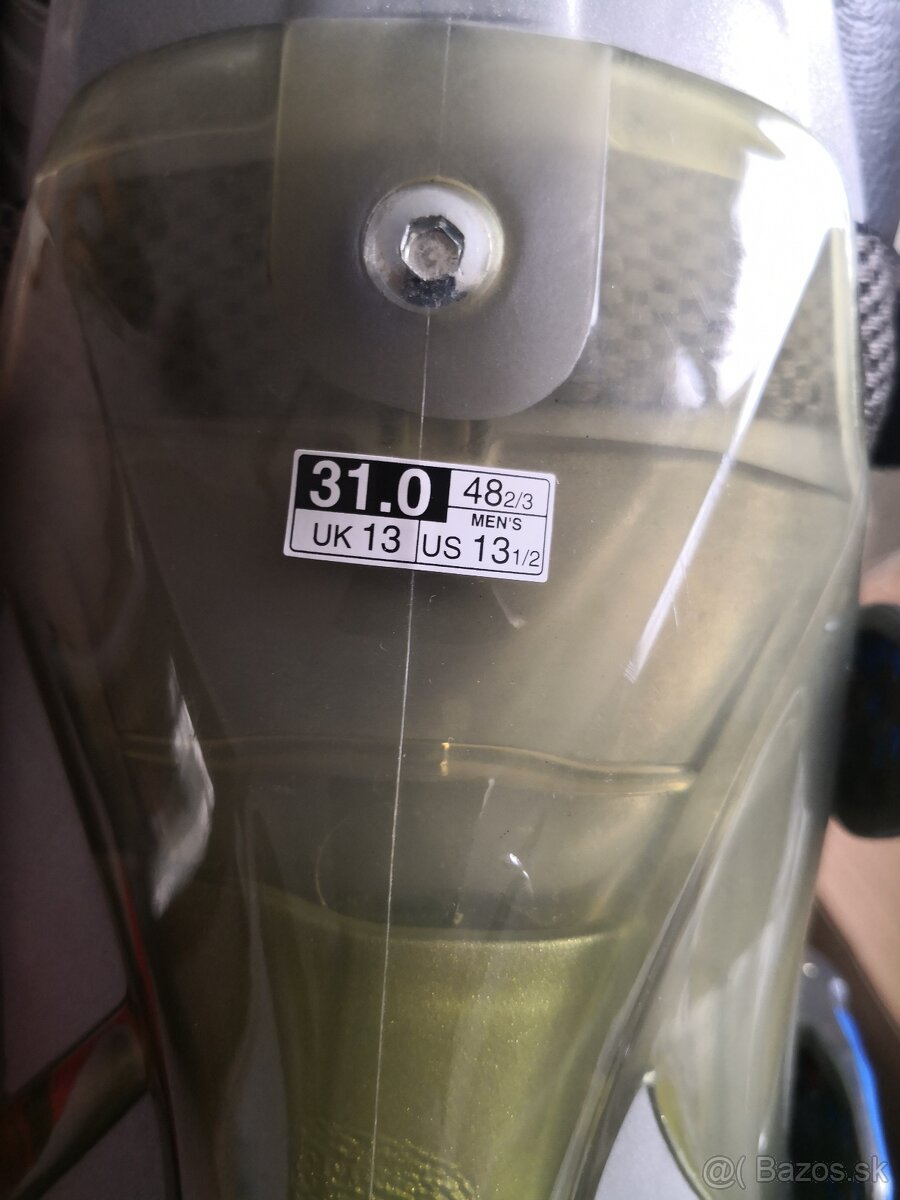 31.0 48 2/3
MEN'S
UK 13 US 13 1/2
@( Bazos.sk